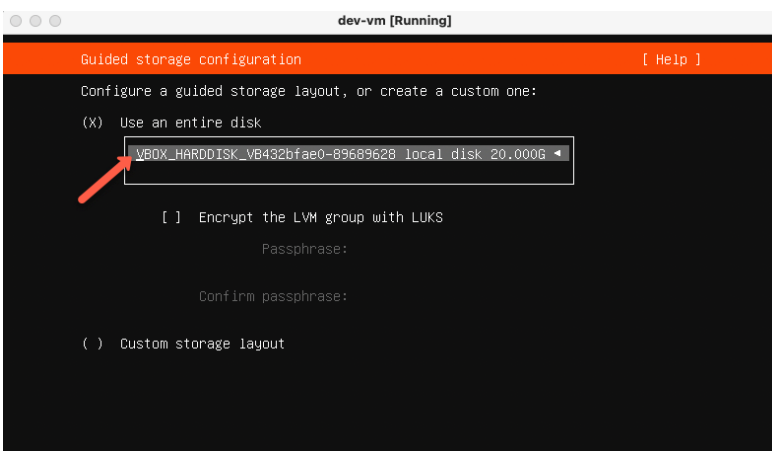 dev-vm [Running]
Guided storage configuration [ Help ]
Configure a guided storage layout, or create a custom one:
(X) Use an entire disk
VBOX_HARDDISK_VB432bfae0-89689628 local disk 20.000G ◂
[ ] Encrypt the LVM group with LUKS
Passphrase:
Confirm passphrase:
( ) Custom storage layout